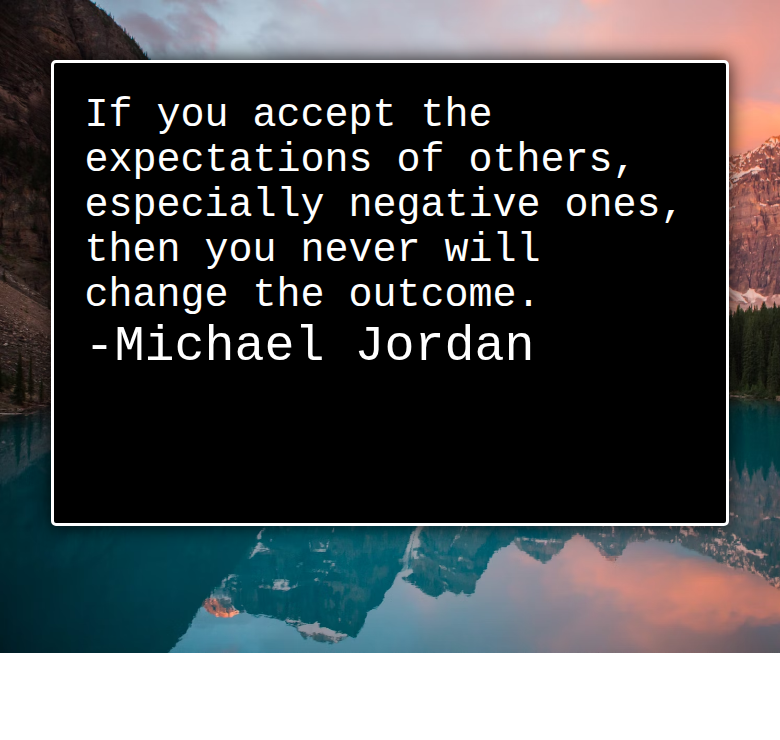 If you accept the
expectations of others,
especially negative ones,
then you never will
change the outcome.
-Michael Jordan